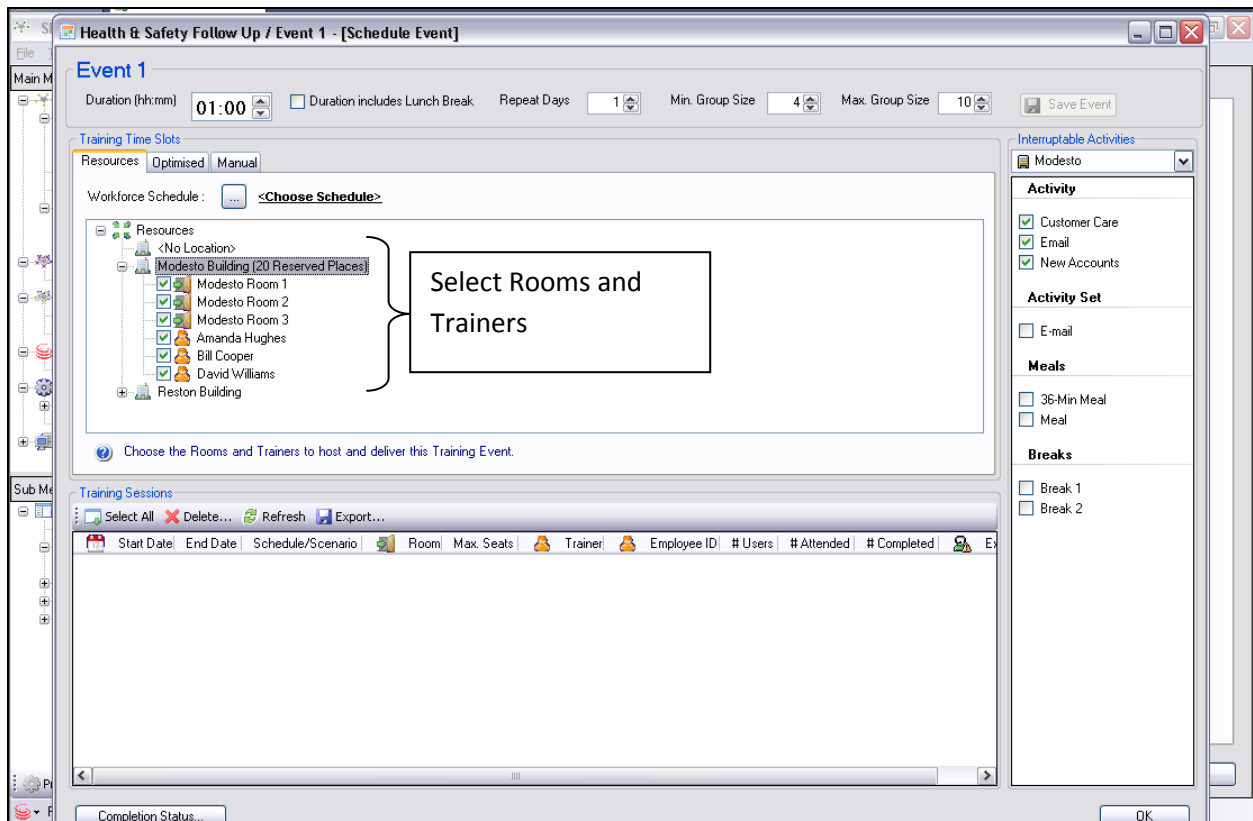 Health & Safety Follow Up / Event 1 - [Schedule Event]
File
Main M
Event 1
Duration (hh:mm) 01:00 Duration includes Lunch Break Repeat Days 1 Min. Group Size 4 Max. Group Size 10 Save Event
Training Time Slots
Resources Optimised Manual
Workforce Schedule : ... <Choose Schedule>
Resources
<No Location>
Modesto Building (20 Reserved Places)
Modesto Room 1
Modesto Room 2
Modesto Room 3
Amanda Hughes
Bill Cooper
David Williams
Reston Building
Select Rooms and
Trainers
Choose the Rooms and Trainers to host and deliver this Training Event.
Interruptable Activities
Modesto
Activity
Customer Care
Email
New Accounts
Activity Set
E-mail
Meals
36-Min Meal
Meal
Breaks
Break 1
Break 2
Sub Me
Training Sessions
Select All Delete... Refresh Export...
Start Date End Date Schedule/Scenario Room Max. Seats Trainer Employee ID # Users # Attended # Completed Ex
Pr
Completion Status... OK